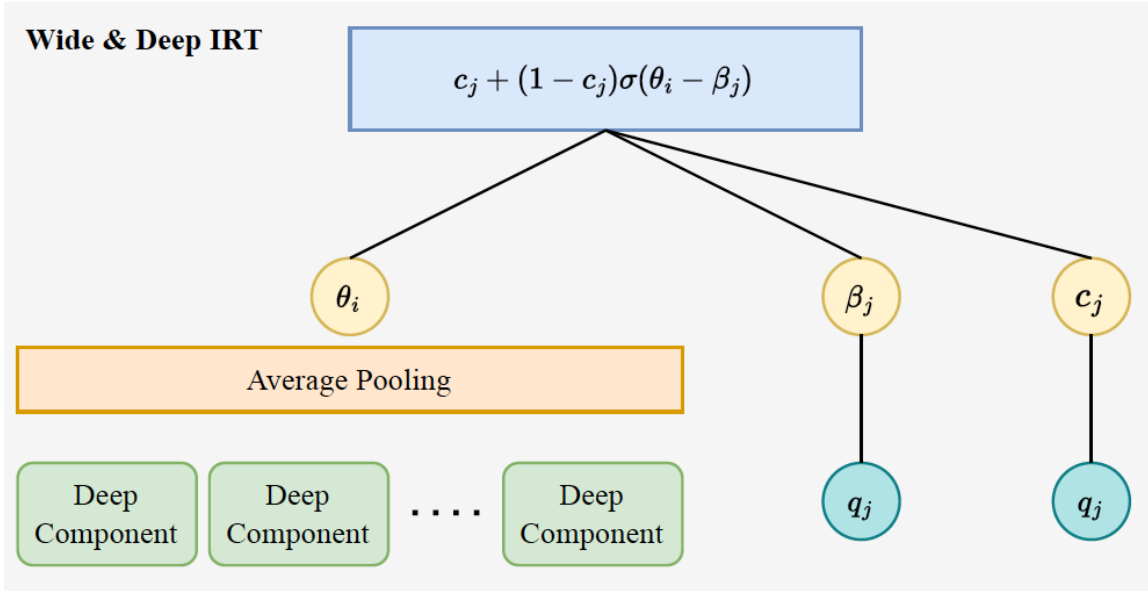 Wide & Deep IRT
c_j + (1 − c_j)σ(θ_i − β_j)
θ_i
β_j
c_j
Average Pooling
Deep
Component
Deep
Component
. . . .
Deep
Component
q_j
q_j